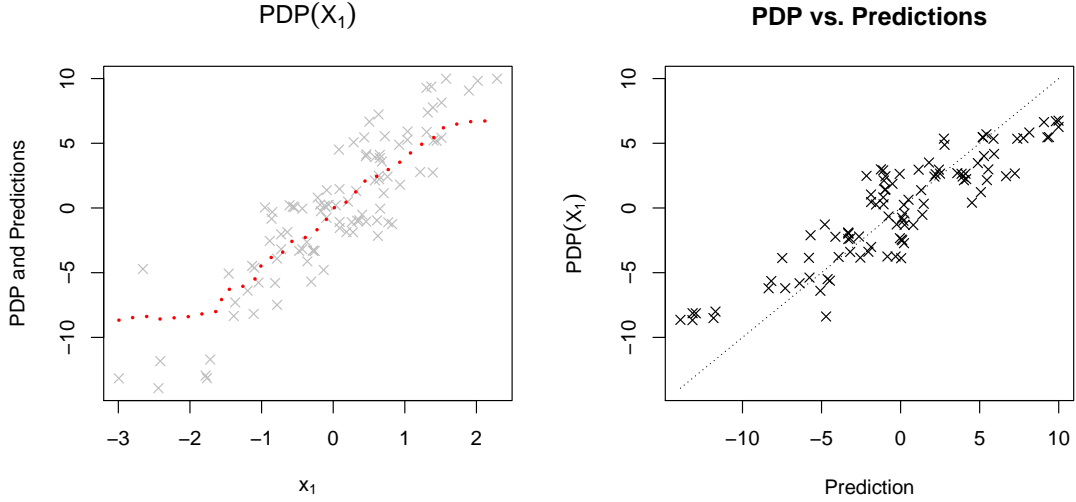 PDP(X₁)
PDP and Predictions
10
5
0
−5
−10
−3 −2 −1 0 1 2
x₁
PDP vs. Predictions
PDP(X₁)
10
5
0
−5
−10
−10 −5 0 5 10
Prediction